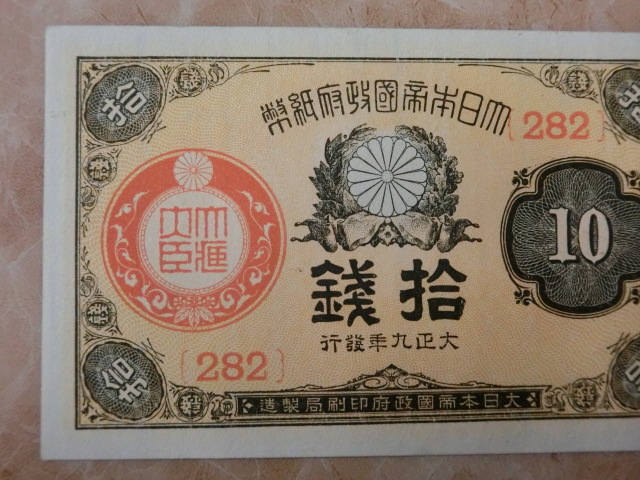 大日本帝國政府紙幣
{282}
拾
大藏大臣
10
拾錢
大正九年發行
{282}
大日本帝國政府印刷局製造